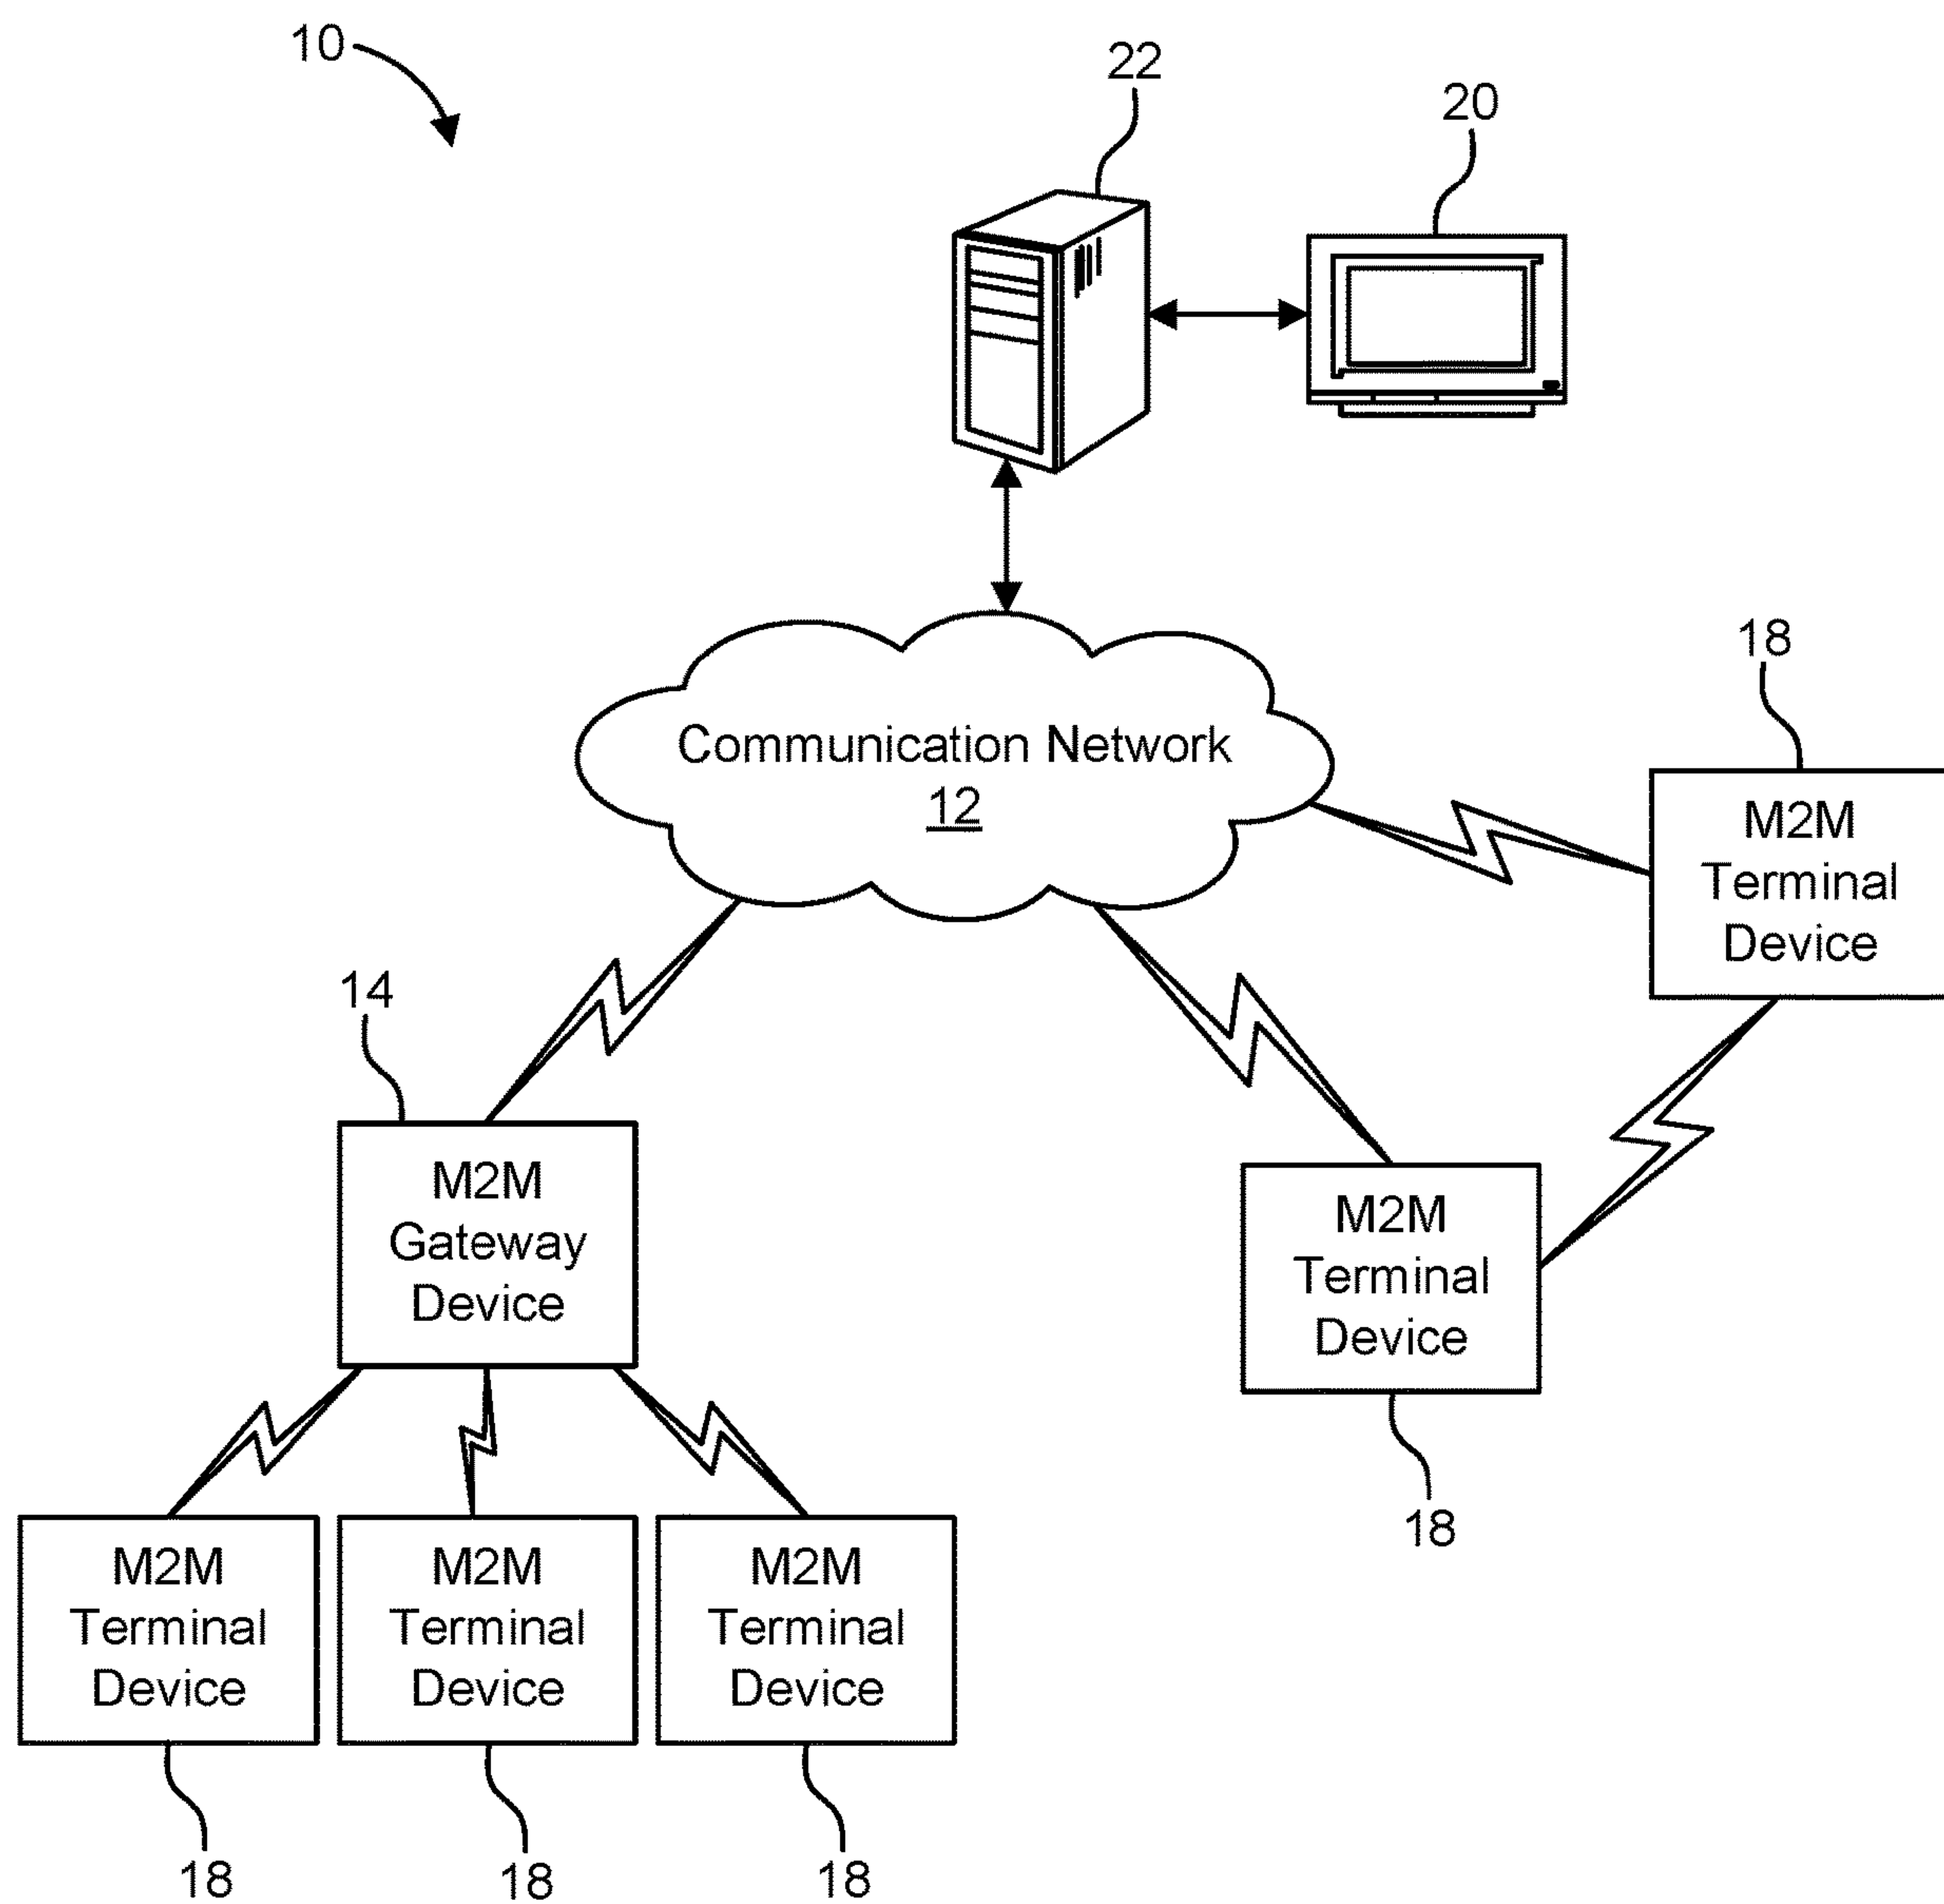 10
22
20
Communication Network
12
18
M2M
Terminal
Device
14
M2M
Gateway
Device
M2M
Terminal
Device
18
M2M
Terminal
Device
M2M
Terminal
Device
M2M
Terminal
Device
18
18
18